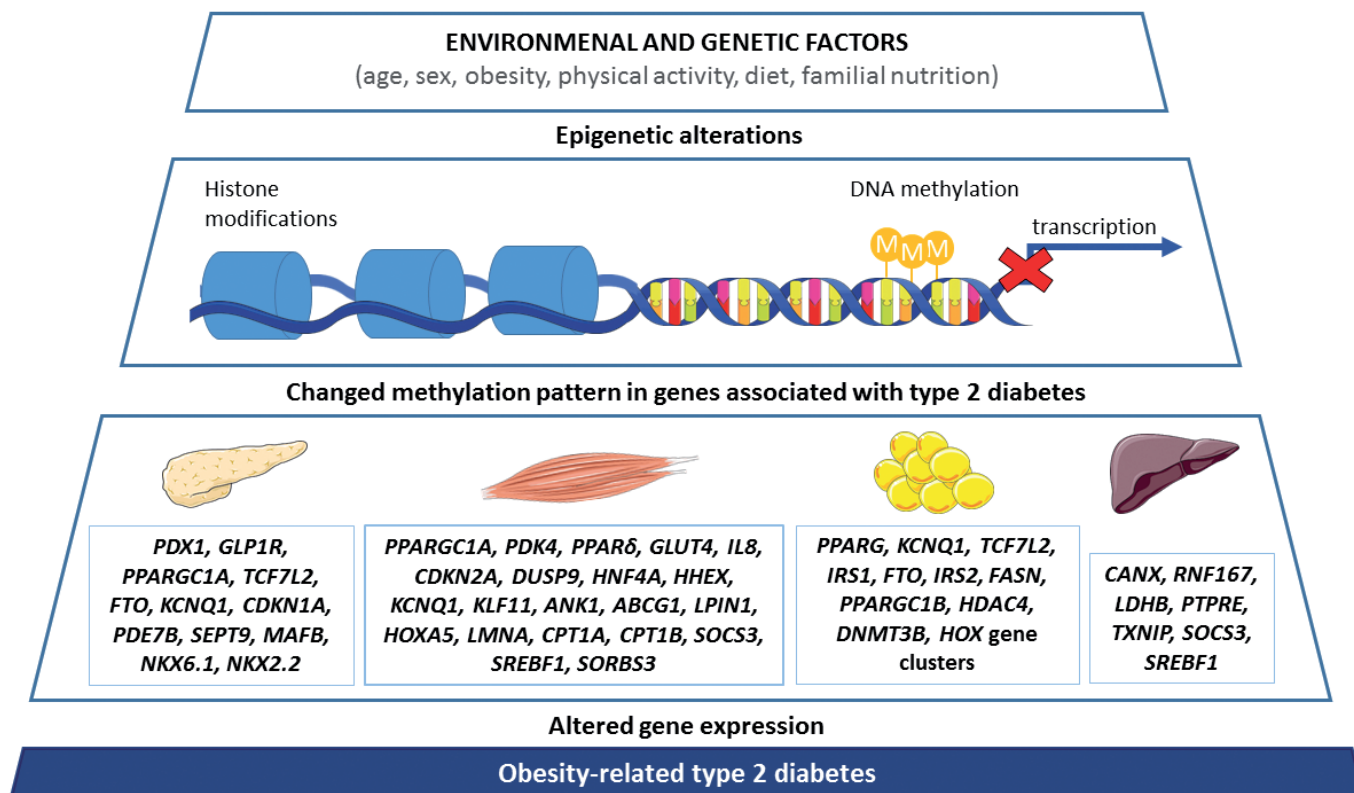 ENVIRONMENAL AND GENETIC FACTORS
(age, sex, obesity, physical activity, diet, familial nutrition)
Epigenetic alterations
Histone
modifications
DNA methylation
transcription
M
M
M
Changed methylation pattern in genes associated with type 2 diabetes
PDX1, GLP1R,
PPARGC1A, TCF7L2,
FTO, KCNQ1, CDKN1A,
PDE7B, SEPT9, MAFB,
NKX6.1, NKX2.2
PPARGC1A, PDK4, PPARδ, GLUT4, IL8,
CDKN2A, DUSP9, HNF4A, HHEX,
KCNQ1, KLF11, ANK1, ABCG1, LPIN1,
HOXA5, LMNA, CPT1A, CPT1B, SOCS3,
SREBF1, SORBS3
PPARG, KCNQ1, TCF7L2,
IRS1, FTO, IRS2, FASN,
PPARGC1B, HDAC4,
DNMT3B, HOX gene
clusters
CANX, RNF167,
LDHB, PTPRE,
TXNIP, SOCS3,
SREBF1
Altered gene expression
Obesity-related type 2 diabetes